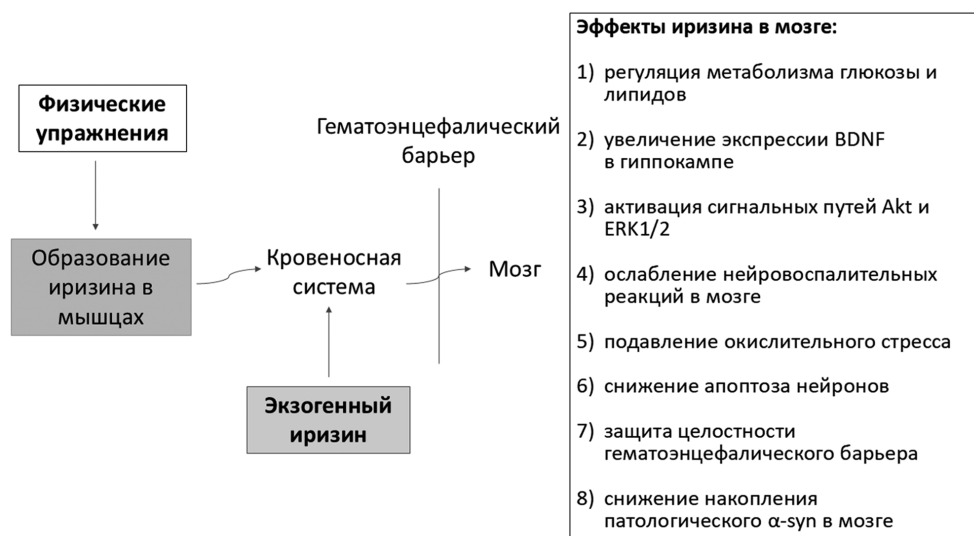 Физические
упражнения
Образование
иризина в
мышцах
Кровеносная
система
Экзогенный
иризин
Гематоэнцефалический
барьер
Мозг
Эффекты иризина в мозге:
1) регуляция метаболизма глюкозы и
липидов
2) увеличение экспрессии BDNF
в гиппокампе
3) активация сигнальных путей Akt и
ERK1/2
4) ослабление нейровоспалительных
реакций в мозге
5) подавление окислительного стресса
6) снижение апоптоза нейронов
7) защита целостности
гематоэнцефалического барьера
8) снижение накопления
патологического α-syn в мозге